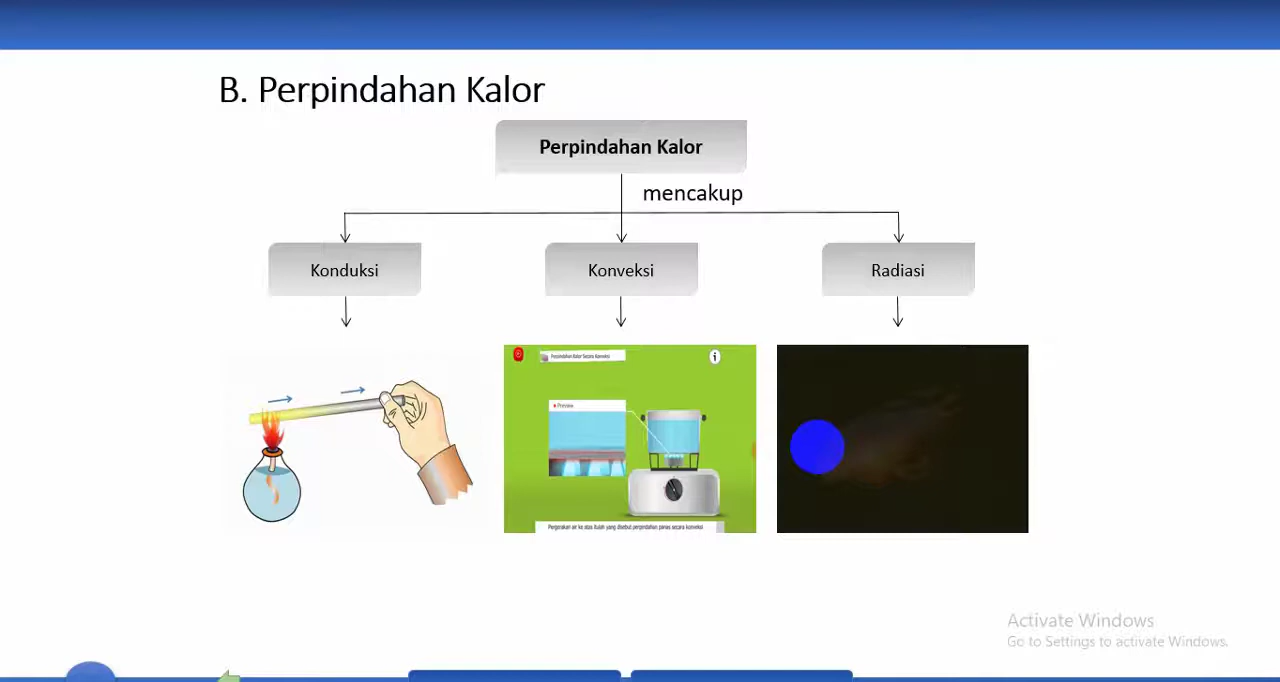 B. Perpindahan Kalor
Perpindahan Kalor
mencakup
Konduksi
Konveksi
Radiasi
Perpindahan Kalor Secara Konveksi
i
Preview
Pergerakan air ke atas itulah yang disebut perpindahan panas secara konveksi
Activate Windows
Go to Settings to activate Windows.